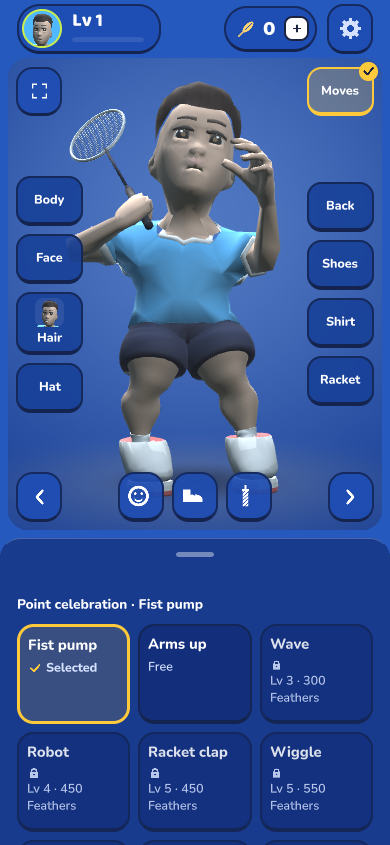 Lv 1
0
+
Moves
Body
Back
Face
Shoes
Hair
Shirt
Hat
Racket
Point celebration · Fist pump
Fist pump
Selected
Arms up
Free
Wave
Lv 3 · 300
Feathers
Robot
Lv 4 · 450
Feathers
Racket clap
Lv 5 · 450
Feathers
Wiggle
Lv 5 · 550
Feathers